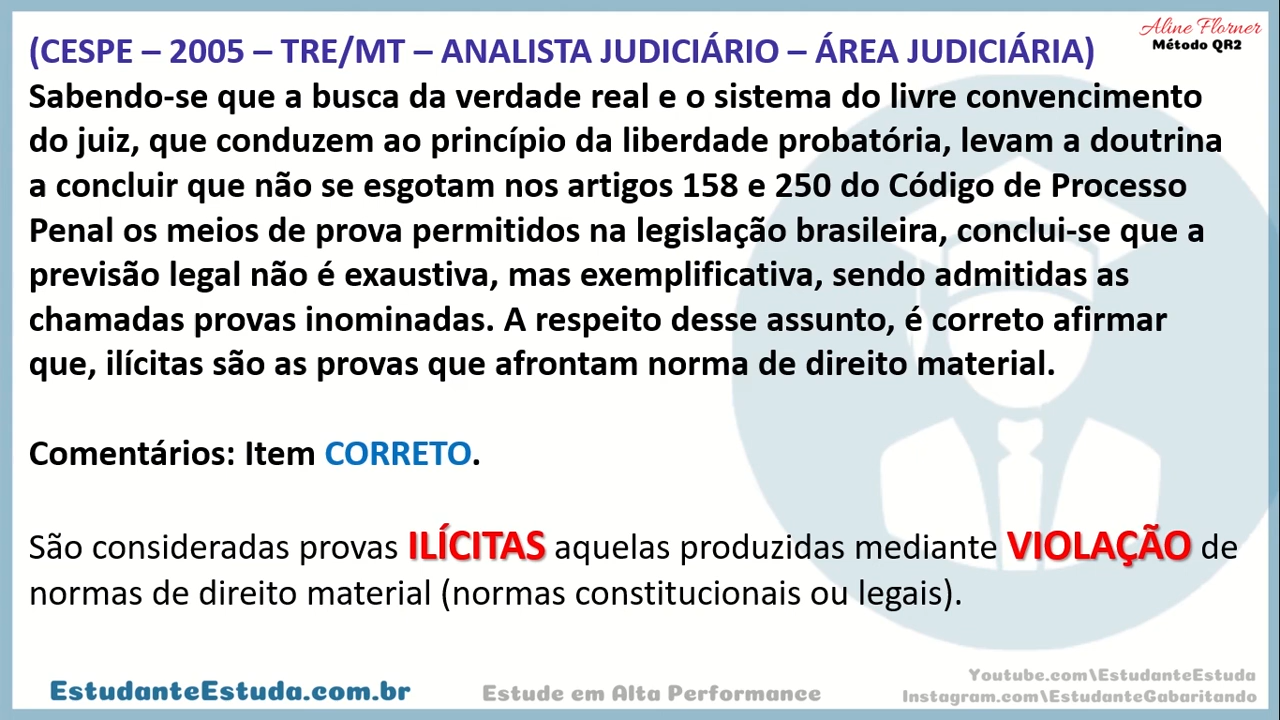 Aline Florner
Método QR2
(CESPE – 2005 – TRE/MT – ANALISTA JUDICIÁRIO – ÁREA JUDICIÁRIA)
Sabendo-se que a busca da verdade real e o sistema do livre convencimento
do juiz, que conduzem ao princípio da liberdade probatória, levam a doutrina
a concluir que não se esgotam nos artigos 158 e 250 do Código de Processo
Penal os meios de prova permitidos na legislação brasileira, conclui-se que a
previsão legal não é exaustiva, mas exemplificativa, sendo admitidas as
chamadas provas inominadas. A respeito desse assunto, é correto afirmar
que, ilícitas são as provas que afrontam norma de direito material.
Comentários: Item CORRETO.
São consideradas provas ILÍCITAS aquelas produzidas mediante VIOLAÇÃO de
normas de direito material (normas constitucionais ou legais).
EstudanteEstuda.com.br
Estude em Alta Performance
Youtube.com\EstudanteEstuda
Instagram.com\EstudanteGabaritando